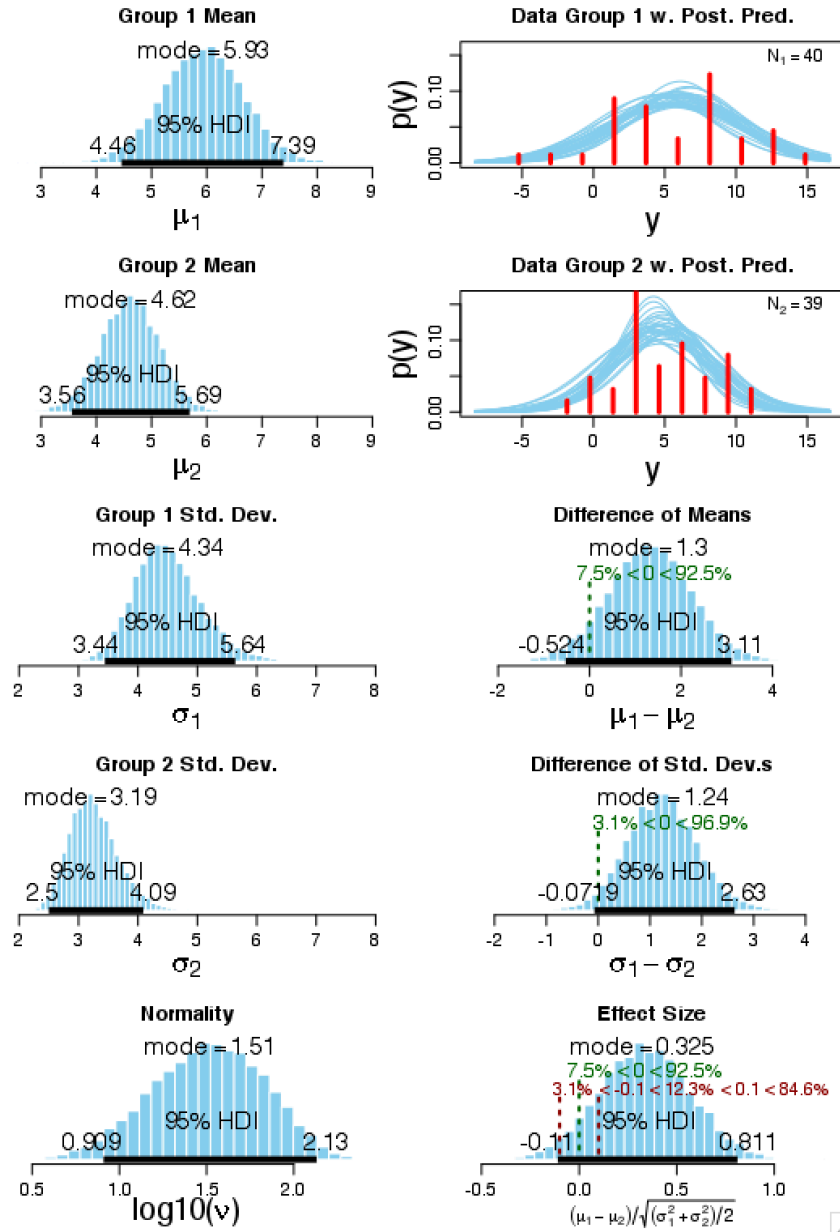 Group 1 Mean
mode = 5.93
95% HDI
4.46 7.39
3 4 5 6 7 8 9
μ1
Data Group 1 w. Post. Pred.
N1 = 40
p(y)
0.00 0.10
-5 0 5 10 15
y
Group 2 Mean
mode = 4.62
95% HDI
3.56 5.69
3 4 5 6 7 8 9
μ2
Data Group 2 w. Post. Pred.
N2 = 39
p(y)
0.00 0.10
-5 0 5 10 15
y
Group 1 Std. Dev.
mode = 4.34
95% HDI
3.44 5.64
2 3 4 5 6 7 8
σ1
Difference of Means
mode = 1.3
7.5% < 0 < 92.5%
95% HDI
-0.524 3.11
-2 0 2 4
μ1 − μ2
Group 2 Std. Dev.
mode = 3.19
95% HDI
2.5 4.09
2 3 4 5 6 7 8
σ2
Difference of Std. Dev.s
mode = 1.24
3.1% < 0 < 96.9%
95% HDI
-0.0719 2.63
-2 -1 0 1 2 3 4
σ1 − σ2
Normality
mode = 1.51
95% HDI
0.909 2.13
0.5 1.0 1.5 2.0
log10(ν)
Effect Size
mode = 0.325
7.5% < 0 < 92.5%
3.1% < -0.1 < 12.3% < 0.1 < 84.6%
95% HDI
-0.11 0.811
-0.5 0.0 0.5 1.0
(μ1 − μ2)/√(σ1² + σ2²)/2